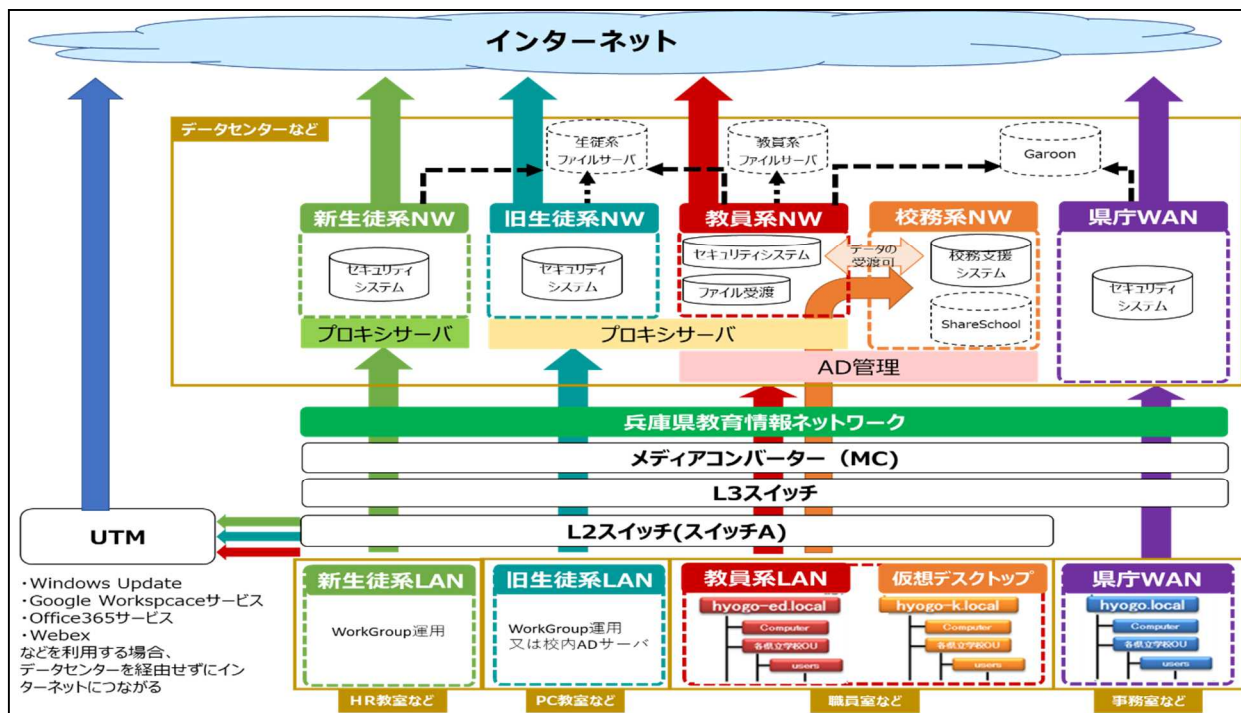 インターネット
データセンターなど
生徒系
ファイルサーバ
教員系
ファイルサーバ
Garoon
新生徒系NW
旧生徒系NW
教員系NW
校務系NW
県庁WAN
セキュリティ
システム
セキュリティ
システム
セキュリティシステム
ファイル受渡
データの
受渡可
校務支援
システム
ShareSchool
セキュリティ
システム
プロキシサーバ
プロキシサーバ
AD管理
兵庫県教育情報ネットワーク
メディアコンバーター（MC）
L3スイッチ
L2スイッチ(スイッチA)
UTM
・Windows Update
・Google Workspcaceサービス
・Office365サービス
・Webex
などを利用する場合、
データセンターを経由せずにイン
ターネットにつながる
新生徒系LAN
WorkGroup運用
HR教室など
旧生徒系LAN
WorkGroup運用
又は校内ADサーバ
PC教室など
教員系LAN
hyogo-ed.local
Computer
各県立学校OU
users
仮想デスクトップ
hyogo-k.local
Computer
各県立学校OU
users
職員室など
県庁WAN
hyogo.local
Computer
各県立学校OU
users
事務室など